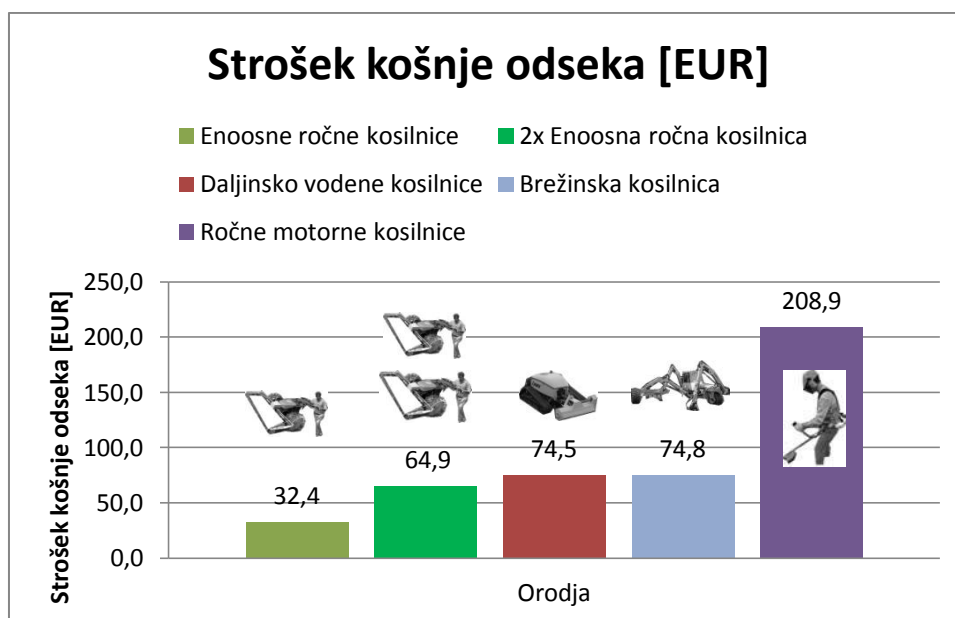 Strošek košnje odseka [EUR]
Enoosne ročne kosilnice
2x Enoosna ročna kosilnica
Daljinsko vodene kosilnice
Brežinska kosilnica
Ročne motorne kosilnice
Strošek košnje odseka [EUR]
250,0
200,0
150,0
100,0
50,0
0,0
32,4
64,9
74,5
74,8
208,9
Orodja